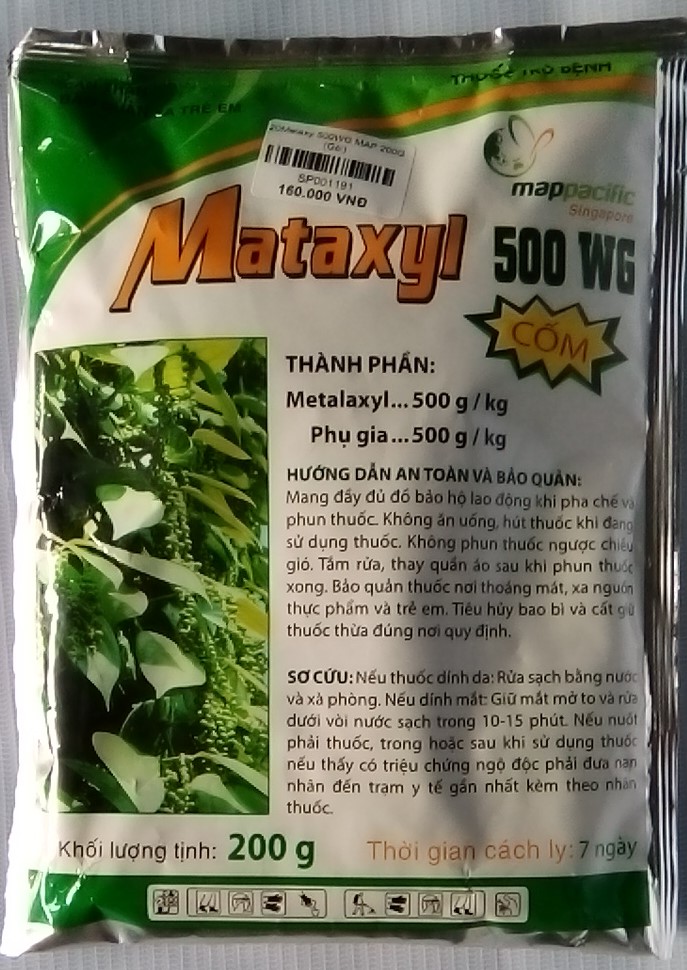 THUỐC TRỪ BỆNH
TRẺ EM
20Mataxy 500WG MAP 200G
(Gói)
SP001191
160.000 VNĐ
mappacific
Singapore
Mataxyl 500 WG
CỐM
THÀNH PHẦN:
Metalaxyl... 500 g / kg
Phụ gia ... 500 g / kg
HƯỚNG DẪN AN TOÀN VÀ BẢO QUẢN:
Mang đầy đủ đồ bảo hộ lao động khi pha chế và
phun thuốc. Không ăn uống, hút thuốc khi đang
sử dụng thuốc. Không phun thuốc ngược chiều
gió. Tắm rửa, thay quần áo sau khi phun thuốc
xong. Bảo quản thuốc nơi thoáng mát, xa nguồn
thực phẩm và trẻ em. Tiêu hủy bao bì và cất giữ
thuốc thừa đúng nơi quy định.
SƠ CỨU: Nếu thuốc dính da: Rửa sạch bằng nước
và xà phòng. Nếu dính mắt: Giữ mắt mở to và rửa
dưới vòi nước sạch trong 10-15 phút. Nếu nuốt
phải thuốc, trong hoặc sau khi sử dụng thuốc
nếu thấy có triệu chứng ngộ độc phải đưa nạn
nhân đến trạm y tế gần nhất kèm theo nhãn
thuốc.
Khối lượng tịnh: 200 g
Thời gian cách ly: 7 ngày